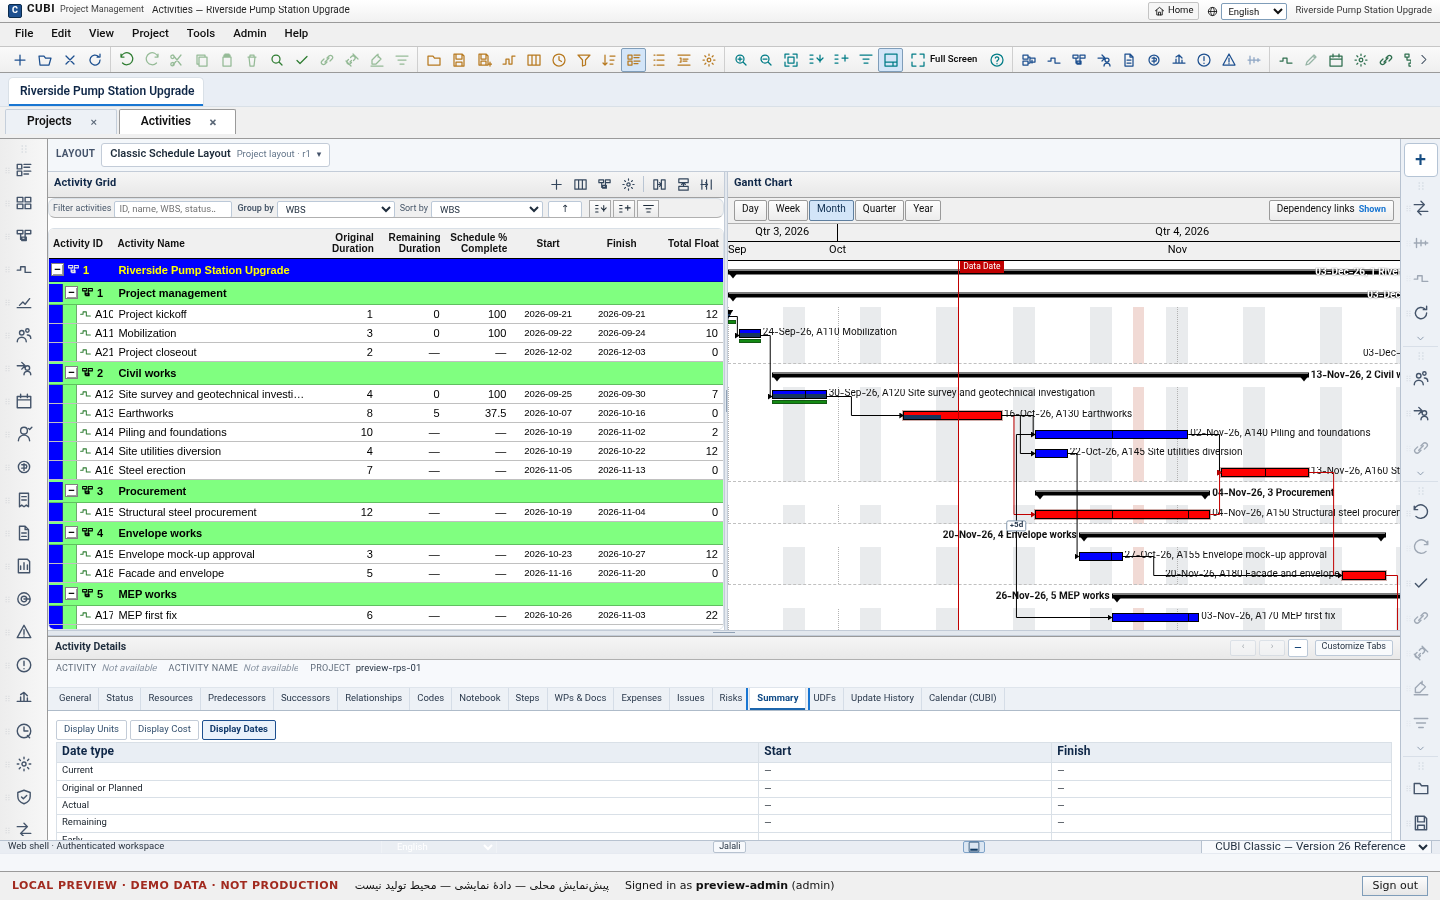 CUBI Project Management Activities — Riverside Pump Station Upgrade Home English Riverside Pump Station Upgrade
File Edit View Project Tools Admin Help
Full Screen
Riverside Pump Station Upgrade
Projects × Activities ×
LAYOUT Classic Schedule Layout Project layout · r1
Activity Grid
Filter activities ID, name, WBS, status.. Group by WBS Sort by WBS
Activity ID Activity Name Original Duration Remaining Duration Schedule % Complete Start Finish Total Float
1 Riverside Pump Station Upgrade
1 Project management
A10 Project kickoff 1 0 100 2026-09-21 2026-09-21 12
A11 Mobilization 3 0 100 2026-09-22 2026-09-24 10
A21 Project closeout 2 — — 2026-12-02 2026-12-03 0
2 Civil works
A12 Site survey and geotechnical investi… 4 0 100 2026-09-25 2026-09-30 7
A13 Earthworks 8 5 37.5 2026-10-07 2026-10-16 0
A14 Piling and foundations 10 — — 2026-10-19 2026-11-02 2
A14 Site utilities diversion 4 — — 2026-10-19 2026-10-22 12
A16 Steel erection 7 — — 2026-11-05 2026-11-13 0
3 Procurement
A15 Structural steel procurement 12 — — 2026-10-19 2026-11-04 0
4 Envelope works
A15 Envelope mock-up approval 3 — — 2026-10-23 2026-10-27 12
A18 Facade and envelope 5 — — 2026-11-16 2026-11-20 0
5 MEP works
A17 MEP first fix 6 — — 2026-10-26 2026-11-03 22
Gantt Chart
Day Week Month Quarter Year Dependency links Shown
Qtr 3, 2026 Qtr 4, 2026
Sep Oct Nov
Data Date
03-Dec-26, 1 River
03-Dec
24-Sep-26, A110 Mobilization
03-Dec-
13-Nov-26, 2 Civil w
30-Sep-26, A120 Site survey and geotechnical investigation
16-Oct-26, A130 Earthworks
02-Nov-26, A140 Piling and foundations
22-Oct-26, A145 Site utilities diversion
13-Nov-26, A160 St
04-Nov-26, 3 Procurement
04-Nov-26, A150 Structural steel procurer
+5d
20-Nov-26, 4 Envelope works
27-Oct-26, A155 Envelope mock-up approval
20-Nov-26, A180 Facade and envelope
26-Nov-26, 5 MEP works
03-Nov-26, A170 MEP first fix
Activity Details Customize Tabs
ACTIVITY Not available ACTIVITY NAME Not available PROJECT preview-rps-01
General Status Resources Predecessors Successors Relationships Codes Notebook Steps WPs & Docs Expenses Issues Risks Summary UDFs Update History Calendar (CUBI)
Display Units Display Cost Display Dates
Date type Start Finish
Current — —
Original or Planned — —
Actual — —
Remaining — —
Early
Web shell · Authenticated workspace English Jalali CUBI Classic — Version 26 Reference
LOCAL PREVIEW · DEMO DATA · NOT PRODUCTION پیش‌نمایش محلی — دادهٔ نمایشی — محیط تولید نیست Signed in as preview-admin (admin) Sign out